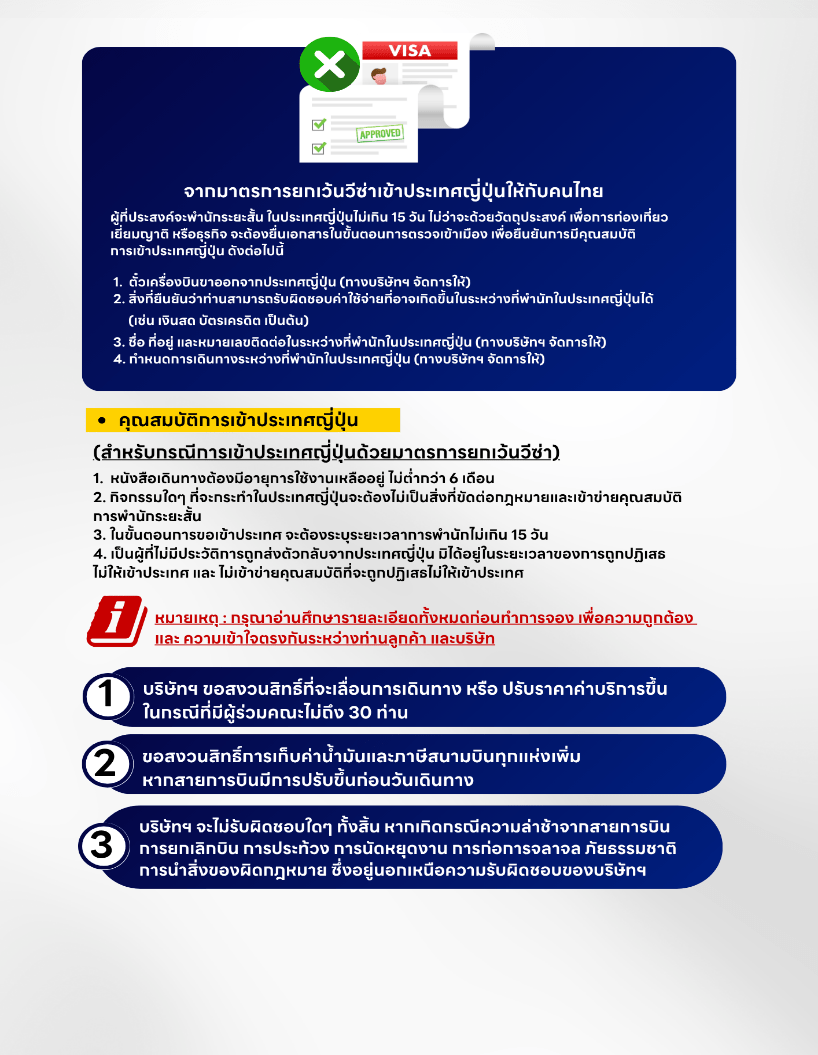 VISA
APPROVED
จากมาตรการยกเว้นวีซ่าเข้าประเทศญี่ปุ่นให้กับคนไทย
ผู้ที่ประสงค์จะพำนักระยะสั้น ในประเทศญี่ปุ่นไม่เกิน 15 วัน ไม่ว่าจะด้วยวัตถุประสงค์ เพื่อการท่องเที่ยว
เยี่ยมญาติ หรือธุรกิจ จะต้องยื่นเอกสารในขั้นตอนการตรวจเข้าเมือง เพื่อยืนยันการมีคุณสมบัติ
การเข้าประเทศญี่ปุ่น ดังต่อไปนี้
1. ตั๋วเครื่องบินขาออกจากประเทศญี่ปุ่น (ทางบริษัทฯ จัดการให้)
2. สิ่งที่ยืนยันว่าท่านสามารถรับผิดชอบค่าใช้จ่ายที่อาจเกิดขึ้นในระหว่างที่พำนักในประเทศญี่ปุ่นได้
(เช่น เงินสด บัตรเครดิต เป็นต้น)
3. ชื่อ ที่อยู่ และหมายเลขติดต่อในระหว่างที่พำนักในประเทศญี่ปุ่น (ทางบริษัทฯ จัดการให้)
4. กำหนดการเดินทางระหว่างที่พำนักในประเทศญี่ปุ่น (ทางบริษัทฯ จัดการให้)
• คุณสมบัติการเข้าประเทศญี่ปุ่น
(สำหรับกรณีการเข้าประเทศญี่ปุ่นด้วยมาตรการยกเว้นวีซ่า)
1. หนังสือเดินทางต้องมีอายุการใช้งานเหลืออยู่ ไม่ต่ำกว่า 6 เดือน
2. กิจกรรมใดๆ ที่จะกระทำในประเทศญี่ปุ่นจะต้องไม่เป็นสิ่งที่ขัดต่อกฎหมายและเข้าข่ายคุณสมบัติ
การพำนักระยะสั้น
3. ในขั้นตอนการขอเข้าประเทศ จะต้องระบุระยะเวลาการพำนักไม่เกิน 15 วัน
4. เป็นผู้ที่ไม่มีประวัติการถูกส่งตัวกลับจากประเทศญี่ปุ่น มิได้อยู่ในระยะเวลาของการถูกปฏิเสธ
ไม่ให้เข้าประเทศ และ ไม่เข้าข่ายคุณสมบัติที่จะถูกปฏิเสธไม่ให้เข้าประเทศ
หมายเหตุ : กรุณาอ่านศึกษารายละเอียดทั้งหมดก่อนทำการจอง เพื่อความถูกต้อง
และ ความเข้าใจตรงกันระหว่างท่านลูกค้า และบริษัท
1
บริษัทฯ ขอสงวนสิทธิ์ที่จะเลื่อนการเดินทาง หรือ ปรับราคาค่าบริการขึ้น
ในกรณีที่มีผู้ร่วมคณะไม่ถึง 30 ท่าน
2
ขอสงวนสิทธิ์การเก็บค่าน้ำมันและภาษีสนามบินทุกแห่งเพิ่ม
หากสายการบินมีการปรับขึ้นก่อนวันเดินทาง
3
บริษัทฯ จะไม่รับผิดชอบใดๆ ทั้งสิ้น หากเกิดกรณีความล่าช้าจากสายการบิน
การยกเลิกบิน การประท้วง การนัดหยุดงาน การก่อการจลาจล ภัยธรรมชาติ
การนำสิ่งของผิดกฎหมาย ซึ่งอยู่นอกเหนือความรับผิดชอบของบริษัทฯ